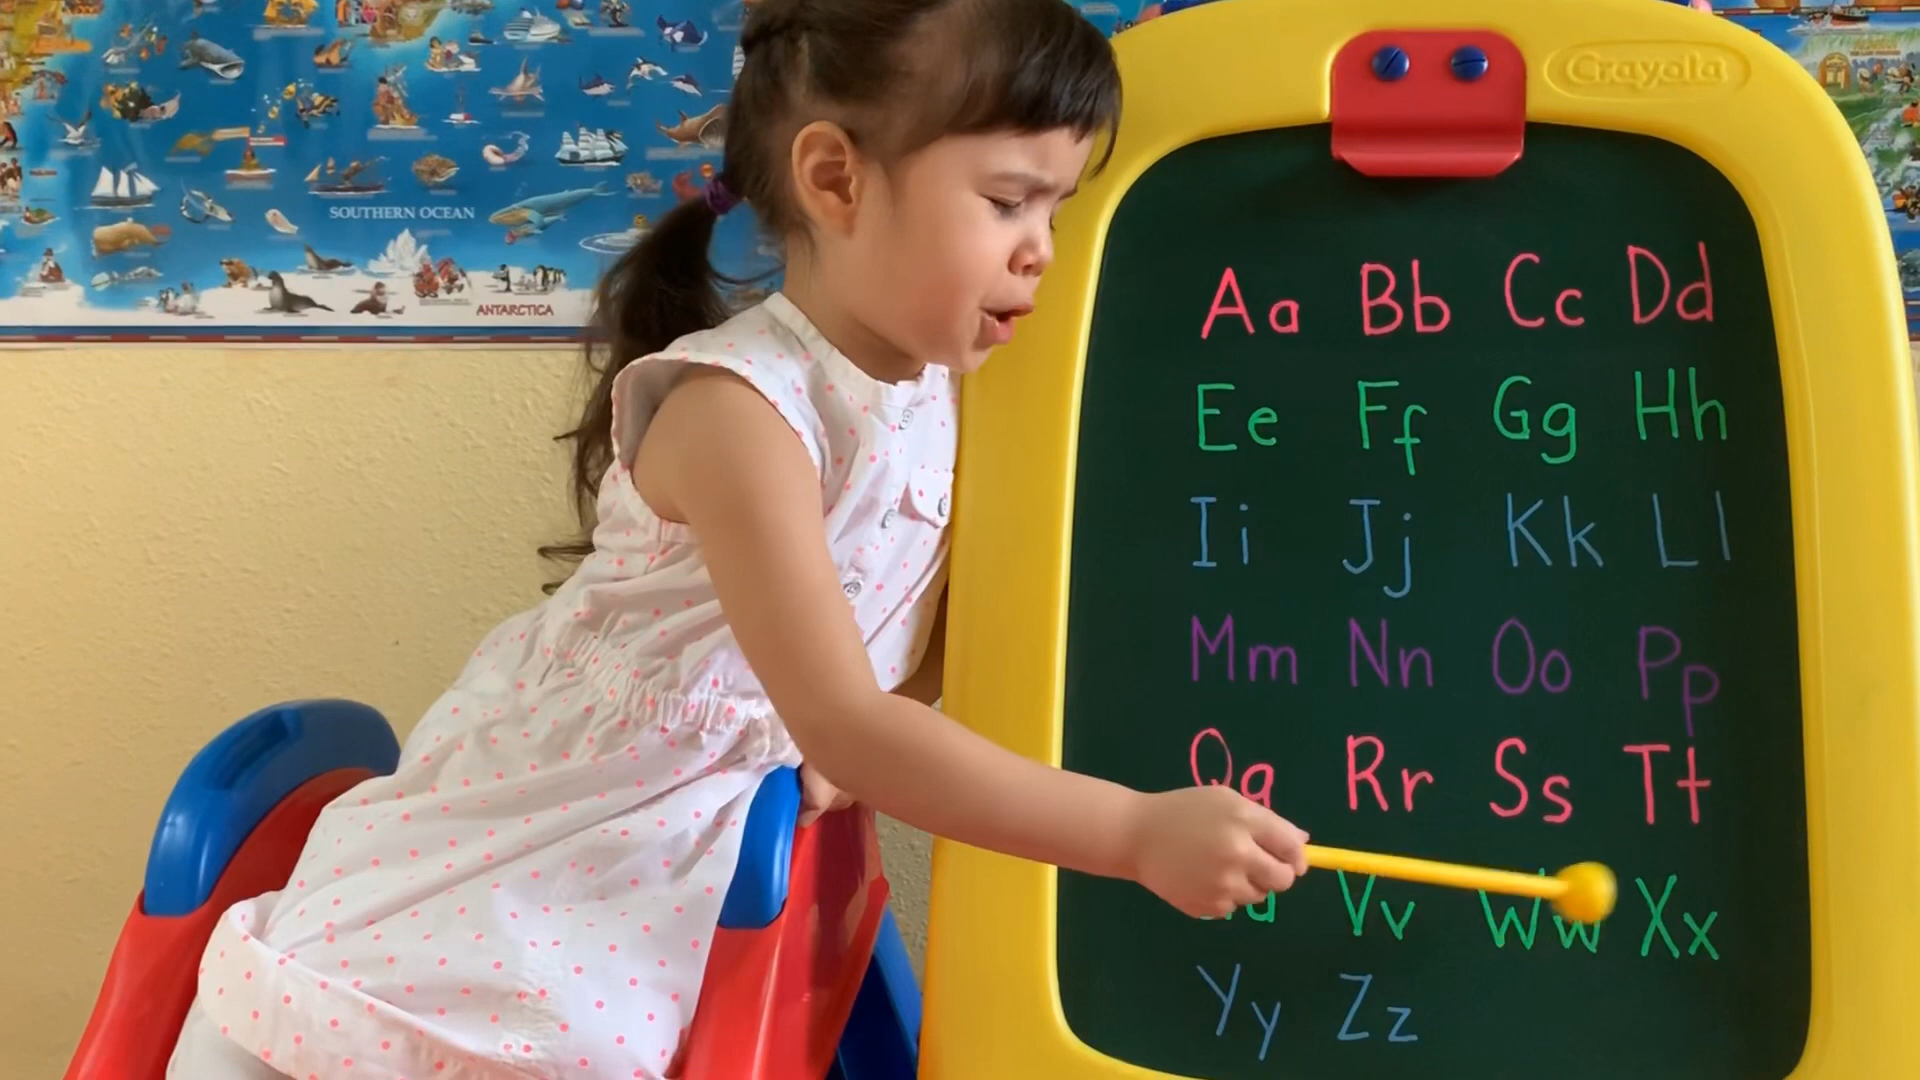 Crayola
SOUTHERN OCEAN
ANTARCTICA
Aa Bb Cc Dd
Ee Ff Gg Hh
Ii Jj Kk Ll
Mm Nn Oo Pp
Qq Rr Ss Tt
Vv Ww Xx
Yy Zz